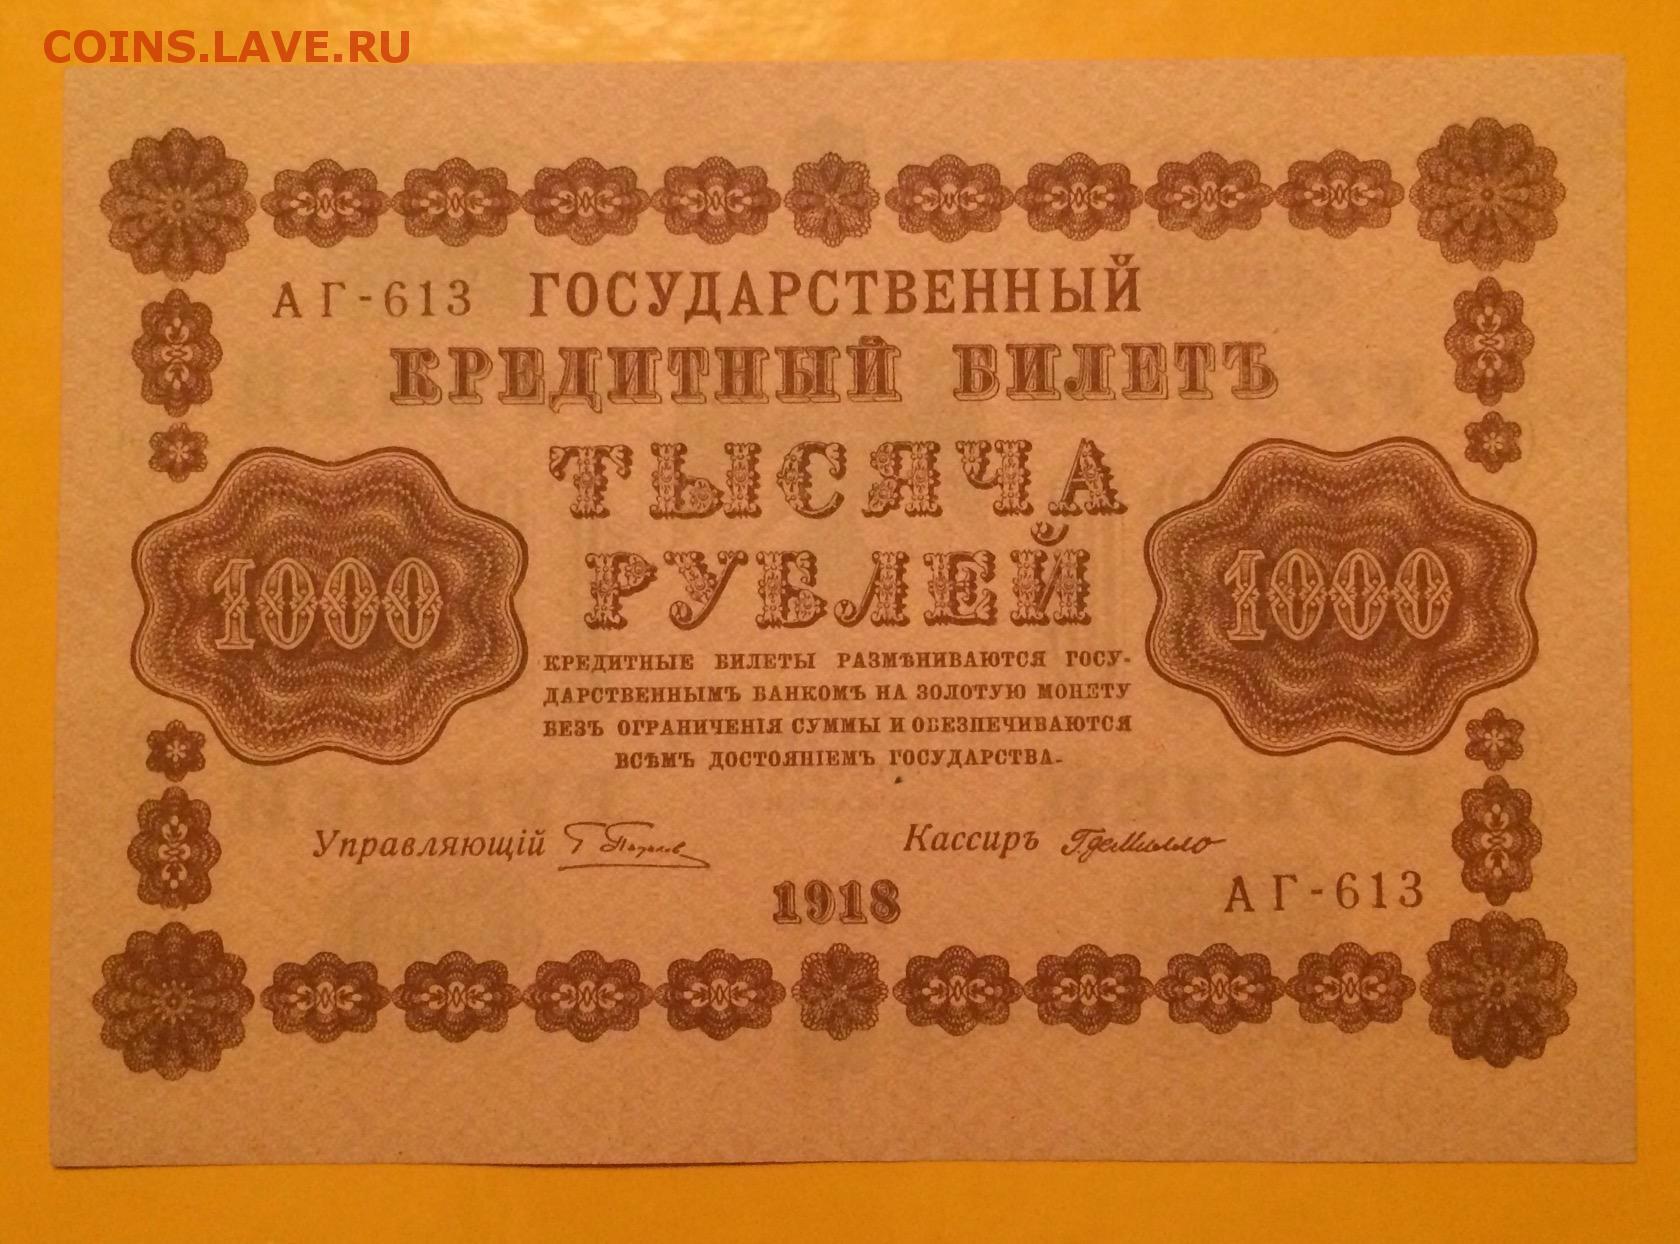 COINS.LAVE.RU
АГ-613 ГОСУДАРСТВЕННЫЙ
КРЕДИТНЫЙ БИЛЕТЪ
ТЫСЯЧА
РУБЛЕЙ
1000 1000
КРЕДИТНЫЕ БИЛЕТЫ РАЗМѢНИВАЮТСЯ ГОСУ-
ДАРСТВЕННЫМЪ БАНКОМЪ НА ЗОЛОТУЮ МОНЕТУ
БЕЗЪ ОГРАНИЧЕНІЯ СУММЫ И ОБЕЗПЕЧИВАЮТСЯ
ВСѢМЪ ДОСТОЯНІЕМЪ ГОСУДАРСТВА.
Управляющій Кассиръ
1918 АГ-613